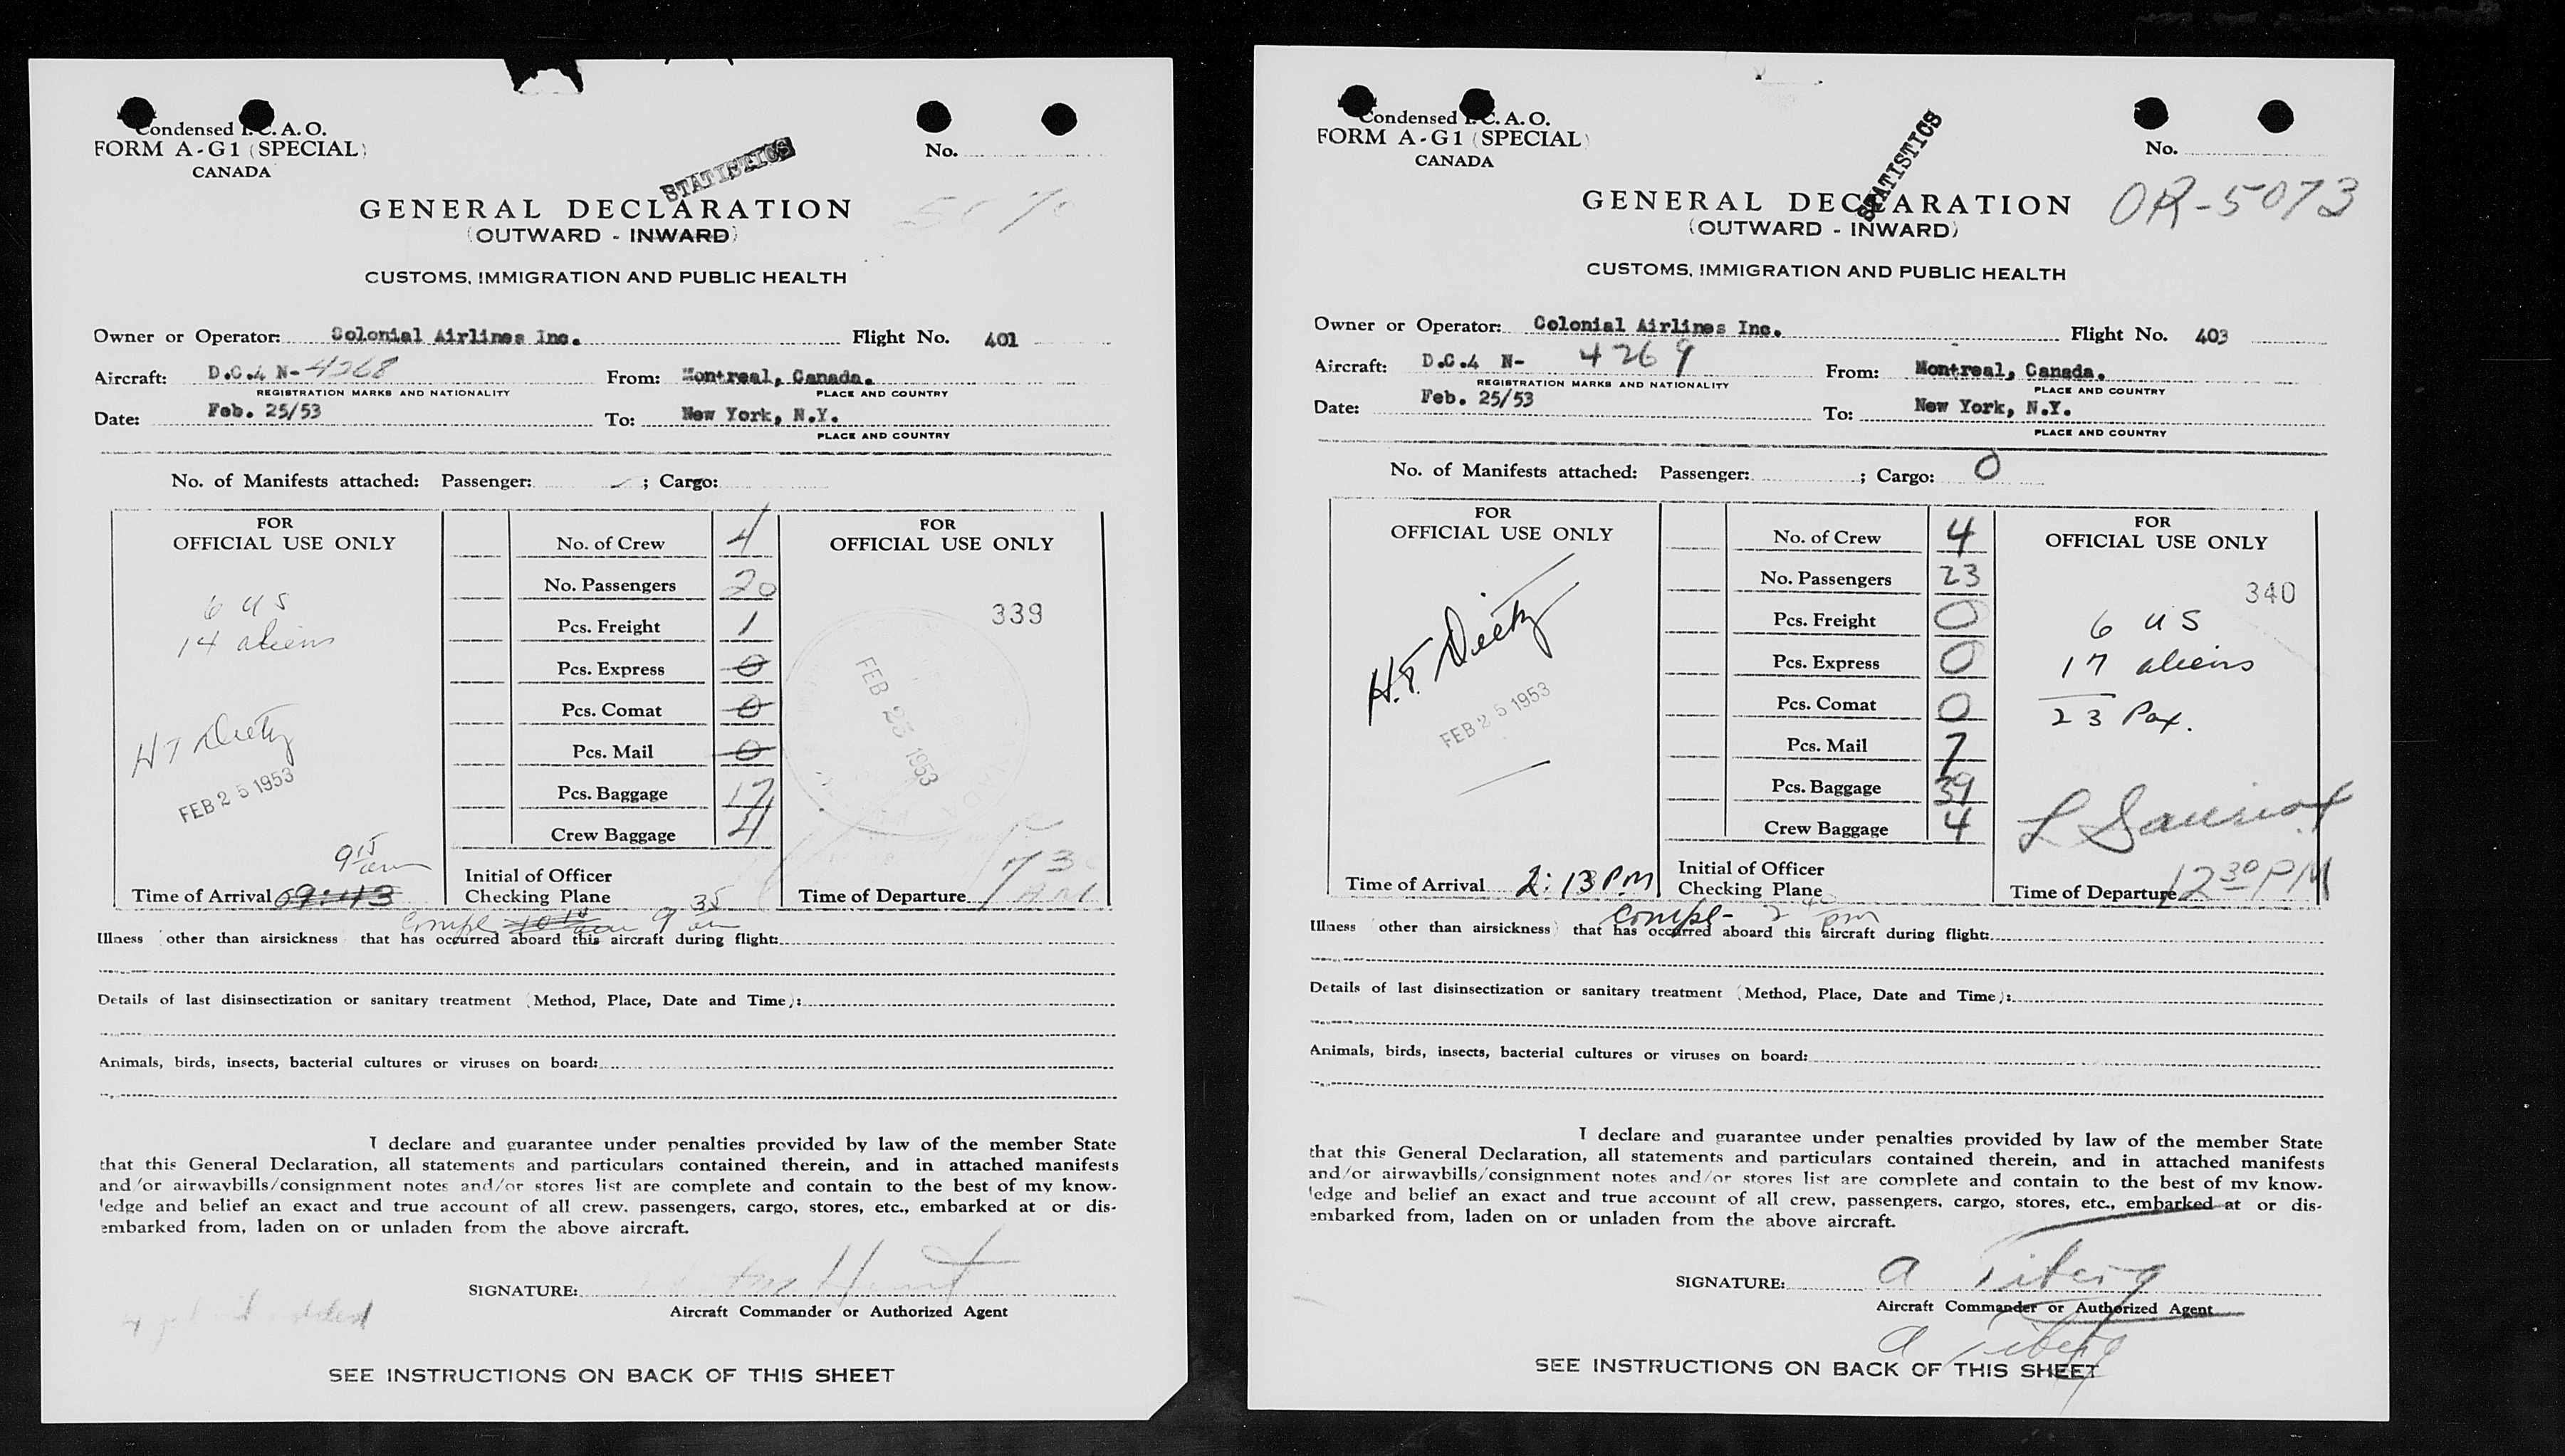 Condensed I.C.A.O.
FORM A-G1 (SPECIAL)
CANADA
No.
STATISTICS
GENERAL DECLARATION
(OUTWARD - INWARD)
CUSTOMS, IMMIGRATION AND PUBLIC HEALTH
Owner or Operator: Colonial Airlines Inc. Flight No. 401
Aircraft: D.C.4 N- 4268 From: Montreal, Canada.
REGISTRATION MARKS AND NATIONALITY PLACE AND COUNTRY
Date: Feb. 25/53 To: New York, N.Y.
PLACE AND COUNTRY
No. of Manifests attached: Passenger: ; Cargo:
FOR
OFFICIAL USE ONLY
6 US
14 aliens
H T Dietz
FEB 25 1953
9 15 am
Time of Arrival 09:43
No. of Crew 4
No. Passengers 20
Pcs. Freight 1
Pcs. Express 0
Pcs. Comat 0
Pcs. Mail 0
Pcs. Baggage 17
Crew Baggage 4
Initial of Officer
Checking Plane
FOR
OFFICIAL USE ONLY
339
FEB 23 1953
Time of Departure 730
Compl. 9 35 am
Illness other than airsickness that has occurred aboard this aircraft during flight:
Details of last disinsectization or sanitary treatment (Method, Place, Date and Time):
Animals, birds, insects, bacterial cultures or viruses on board:
I declare and guarantee under penalties provided by law of the member State
that this General Declaration, all statements and particulars contained therein, and in attached manifests
and/or airwaybills/consignment notes and/or stores list are complete and contain to the best of my know-
ledge and belief an exact and true account of all crew, passengers, cargo, stores, etc., embarked at or dis-
embarked from, laden on or unladen from the above aircraft.
SIGNATURE: Hunt
Aircraft Commander or Authorized Agent
SEE INSTRUCTIONS ON BACK OF THIS SHEET
Condensed I.C.A.O.
FORM A-G1 (SPECIAL)
CANADA
No.
STATISTICS
OR-5073
GENERAL DECLARATION
(OUTWARD - INWARD)
CUSTOMS, IMMIGRATION AND PUBLIC HEALTH
Owner or Operator: Colonial Airlines Inc. Flight No. 403
Aircraft: D.C.4 N- 4269 From: Montreal, Canada.
REGISTRATION MARKS AND NATIONALITY PLACE AND COUNTRY
Date: Feb. 25/53 To: New York, N.Y.
PLACE AND COUNTRY
No. of Manifests attached: Passenger: ; Cargo: 0
FOR
OFFICIAL USE ONLY
H.T. Dietz
FEB 25 1953
Time of Arrival 2:13 PM
No. of Crew 4
No. Passengers 23
Pcs. Freight 0
Pcs. Express 0
Pcs. Comat 0
Pcs. Mail 7
Pcs. Baggage 39
Crew Baggage 4
Initial of Officer
Checking Plane
FOR
OFFICIAL USE ONLY
340
6 US
17 aliens
23 Pax.
Time of Departure 12 30 PM
Compl- 2 40 pm
Illness other than airsickness that has occurred aboard this aircraft during flight:
Details of last disinsectization or sanitary treatment (Method, Place, Date and Time):
Animals, birds, insects, bacterial cultures or viruses on board:
I declare and guarantee under penalties provided by law of the member State
that this General Declaration, all statements and particulars contained therein, and in attached manifests
and/or airwaybills/consignment notes and/or stores list are complete and contain to the best of my know-
ledge and belief an exact and true account of all crew, passengers, cargo, stores, etc., embarked at or dis-
embarked from, laden on or unladen from the above aircraft.
SIGNATURE: A Tiberg
Aircraft Commander or Authorized Agent
A Tiberg
SEE INSTRUCTIONS ON BACK OF THIS SHEET